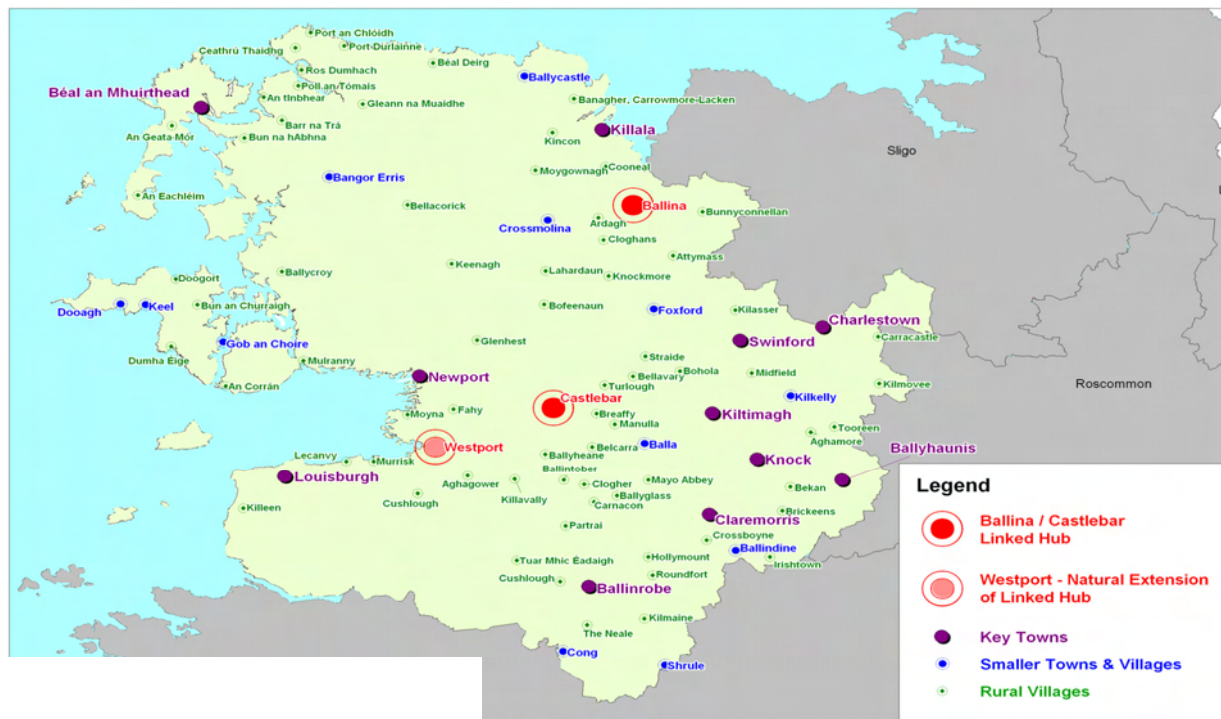 Port an Chlóidh
Ceathrú Thaidhg
Port-Durlainne
Béal Deirg
Ros Dumhach
Ballycastle
Poll an Tómais
Béal an Mhuirthead
An tInbhear
Gleann na Muaidhe
Banagher, Carrowmore-Lacken
Barr na Trá
An Geata-Mór
Bun na hAbhna
Killala
Kincon
Sligo
Cooneal
Moygownagh
Bangor Erris
An Eachléim
Bellacorick
Ballina
Bunnyconnellan
Ardagh
Crossmolina
Cloghans
Attymass
Keenagh
Lahardaun
Knockmore
Doogort
Ballycroy
Dooagh
Keel
Bun an Churraigh
Bofeenaun
Foxford
Kilasser
Charlestown
Carracastle
Gob an Choire
Glenhest
Swinford
Dumha Éige
Mulranny
Straide
Bohola
Midfield
Newport
Bellavary
Turlough
Kilmovee
Roscommon
An Corrán
Castlebar
Kilkelly
Moyna
Fahy
Breaffy
Kiltimagh
Manulla
Tooreen
Aghamore
Westport
Belcarra
Balla
Ballyhaunis
Ballyheane
Knock
Lecanvy
Murrisk
Ballintober
Louisburgh
Aghagower
Killavally
Clogher
Mayo Abbey
Bekan
Cushlough
Ballyglass
Carnacon
Killeen
Brickeens
Claremorris
Partrai
Crossboyne
Ballindine
Tuar Mhic Éadaigh
Hollymount
Irishtown
Cushlough
Roundfort
Ballinrobe
Kilmaine
The Neale
Cong
Shrule
Legend
Ballina / Castlebar
Linked Hub
Westport - Natural Extension
of Linked Hub
Key Towns
Smaller Towns & Villages
Rural Villages